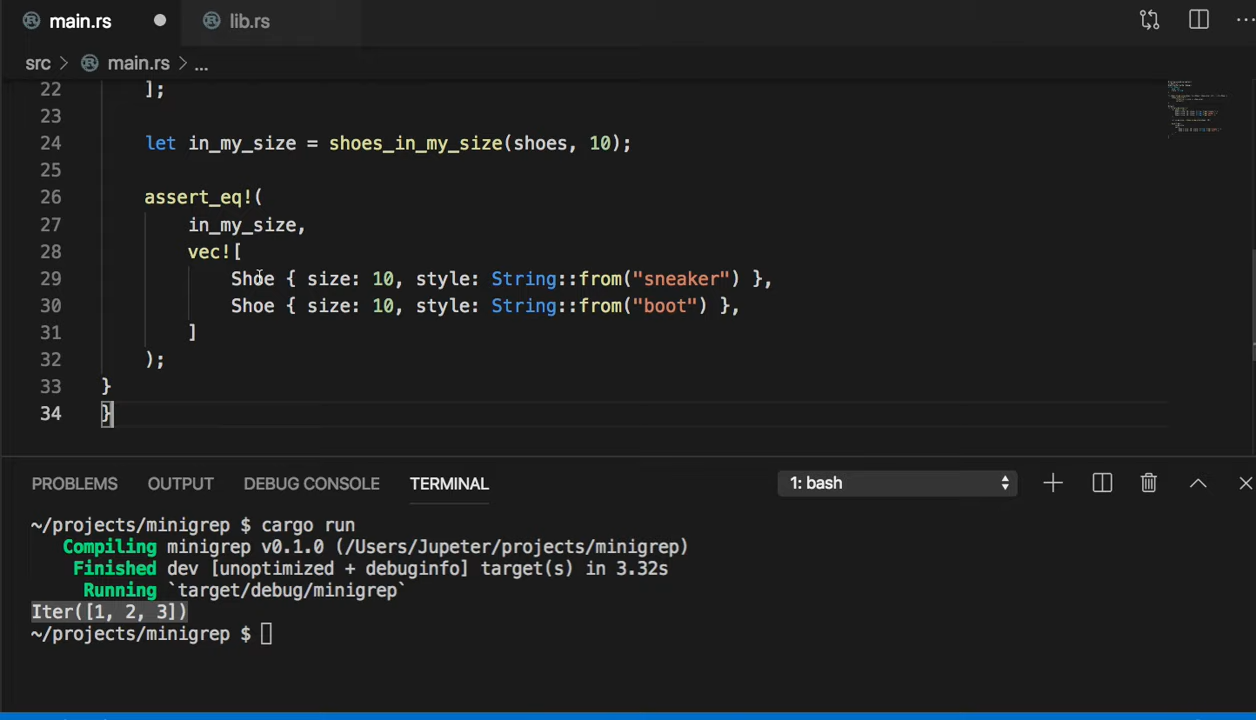 main.rs lib.rs
src > main.rs > ...
22 ];
23
24 let in_my_size = shoes_in_my_size(shoes, 10);
25
26 assert_eq!(
27 in_my_size,
28 vec![
29 Shoe { size: 10, style: String::from("sneaker") },
30 Shoe { size: 10, style: String::from("boot") },
31 ]
32 );
33 }
34 }
PROBLEMS OUTPUT DEBUG CONSOLE TERMINAL 1: bash
~/projects/minigrep $ cargo run
Compiling minigrep v0.1.0 (/Users/Jupeter/projects/minigrep)
Finished dev [unoptimized + debuginfo] target(s) in 3.32s
Running `target/debug/minigrep`
Iter([1, 2, 3])
~/projects/minigrep $